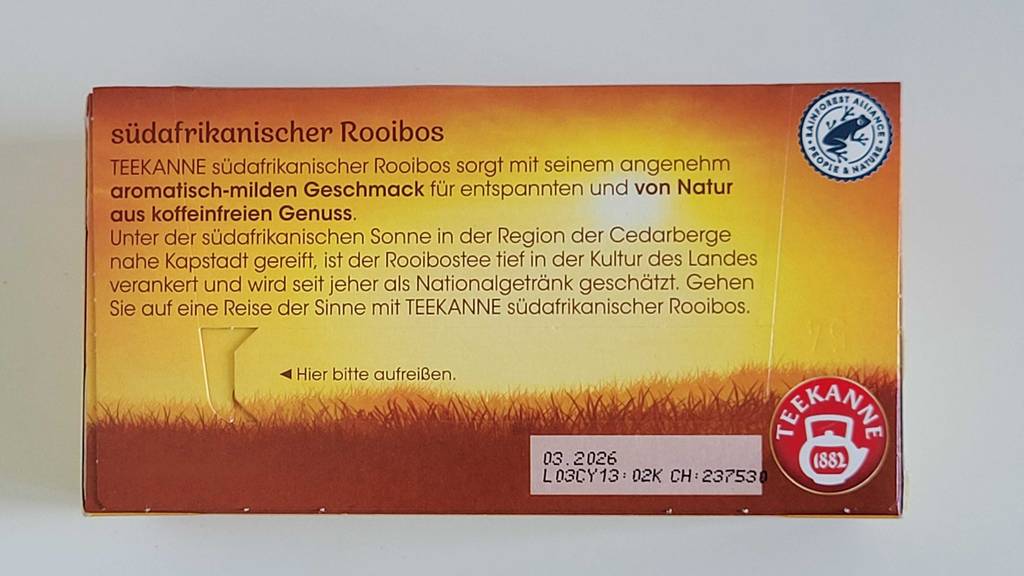 südafrikanischer Rooibos
TEEKANNE südafrikanischer Rooibos sorgt mit seinem angenehm
aromatisch-milden Geschmack für entspannten und von Natur
aus koffeinfreien Genuss.
Unter der südafrikanischen Sonne in der Region der Cedarberge
nahe Kapstadt gereift, ist der Rooibostee tief in der Kultur des Landes
verankert und wird seit jeher als Nationalgetränk geschätzt. Gehen
Sie auf eine Reise der Sinne mit TEEKANNE südafrikanischer Rooibos.
◄ Hier bitte aufreißen.
RAINFOREST ALLIANCE
PEOPLE & NATURE
TEEKANNE
1882
03.2026
L03CY13:02K CH:237530